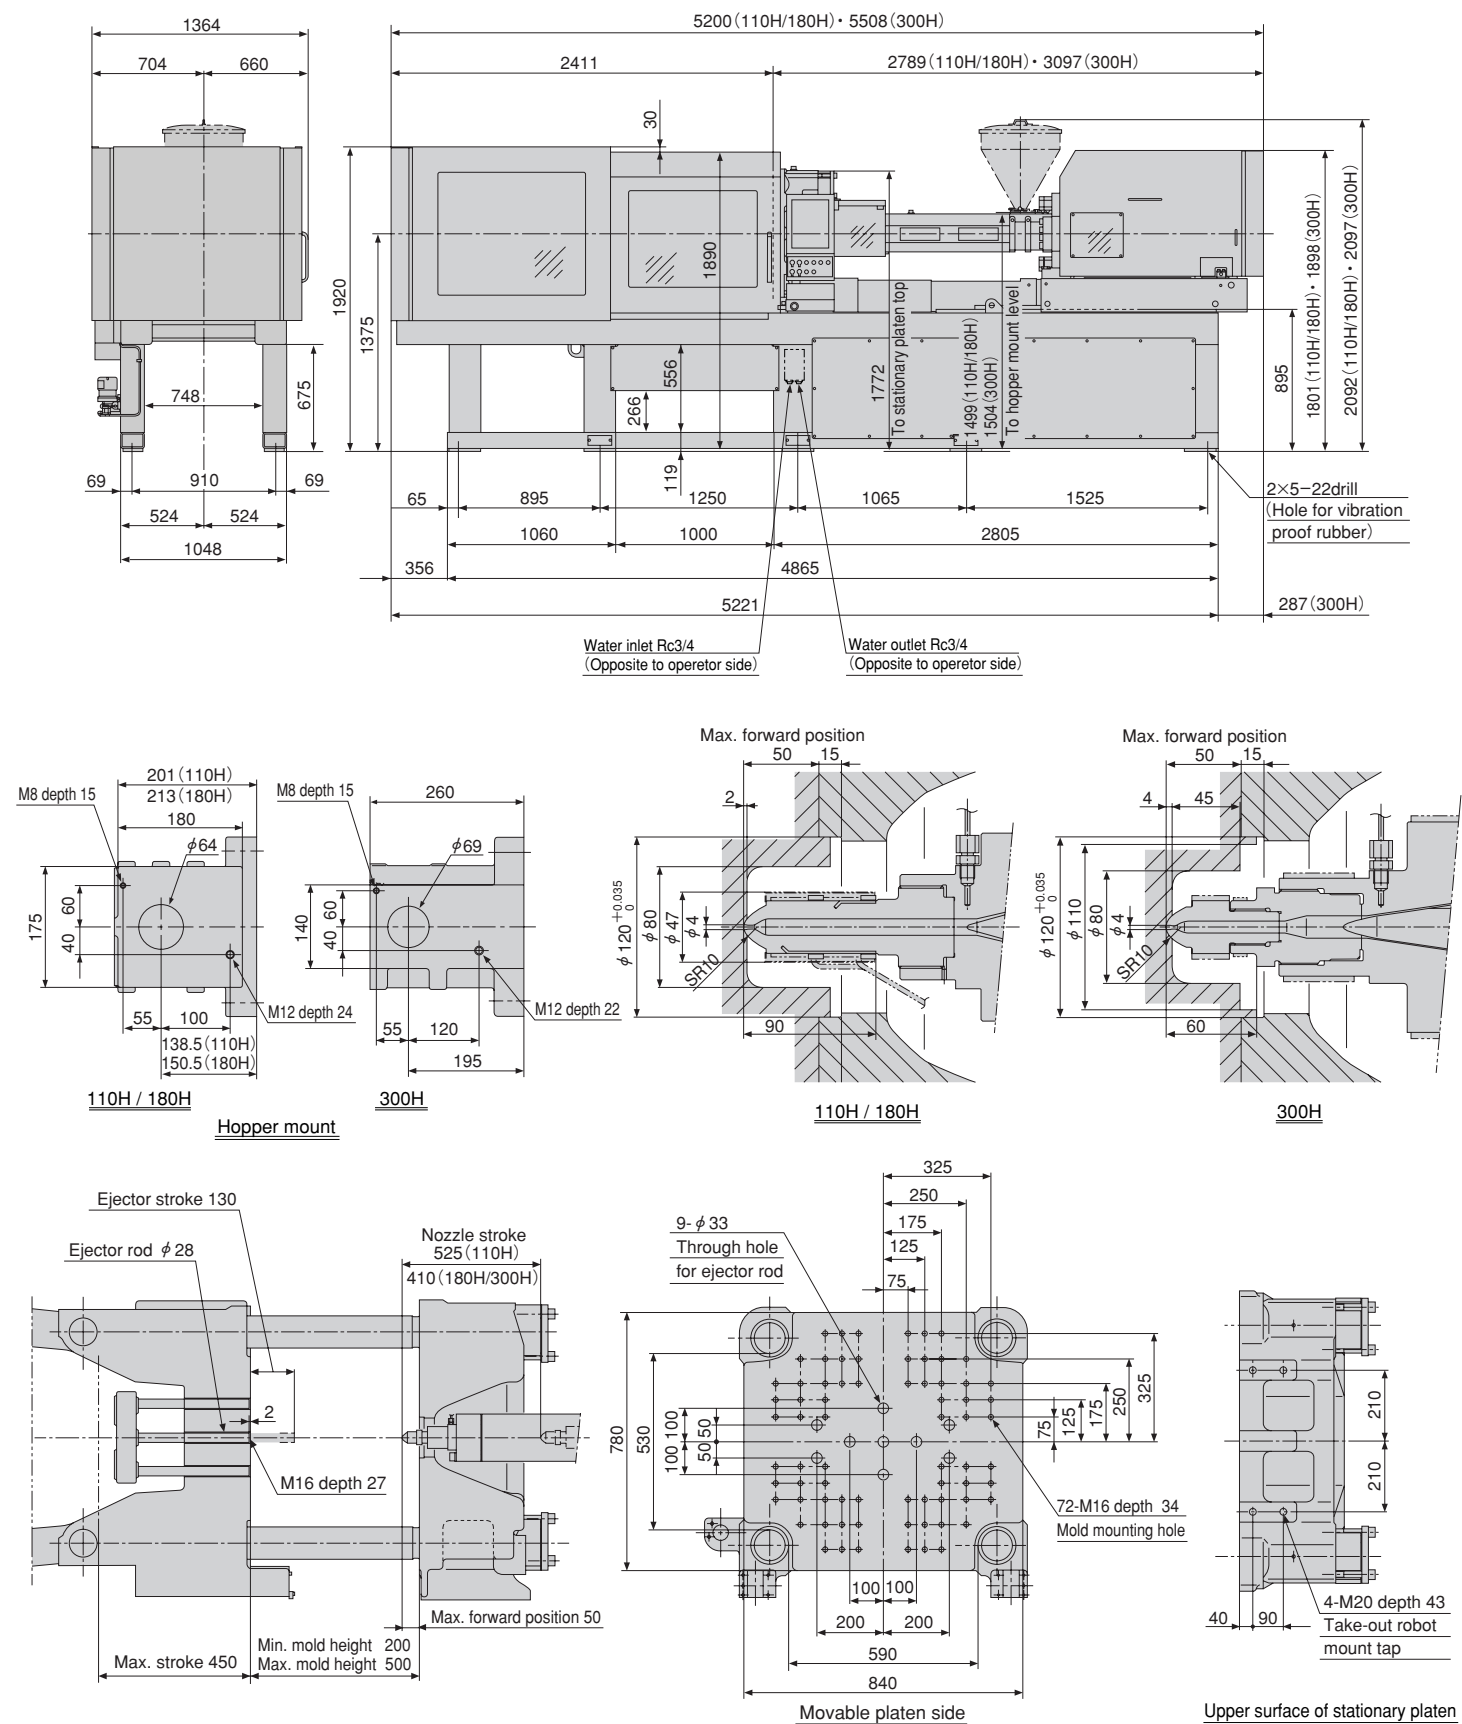 1364
5200(110H/180H)・5508(300H)
704
660
2411
2789(110H/180H)・3097(300H)
30
1920
1375
1890
1772
To stationary platen top
1499(110H/180H)
1504(300H)
To hopper mount level
895
1801(110H/180H)・1898(300H)
2092(110H/180H)・2097(300H)
748
675
556
266
119
69
910
69
65
895
1250
1065
1525
2×5−22drill
(Hole for vibration
proof rubber)
524
524
1060
1000
2805
1048
356
4865
5221
287(300H)
Water inlet Rc3/4
(Opposite to operetor side)
Water outlet Rc3/4
(Opposite to operetor side)
201(110H)
213(180H)
M8 depth 15
180
φ64
175
60
40
M12 depth 24
55
100
138.5(110H)
150.5(180H)
110H / 180H
M8 depth 15
260
φ69
140
60
40
M12 depth 22
55
120
195
300H
Hopper mount
Max. forward position
50
15
2
φ120 +0.035 0
φ80
φ47
φ4
SR10
90
110H / 180H
Max. forward position
50
15
4
45
φ120 +0.035 0
φ110
φ80
φ4
SR10
60
300H
Ejector stroke 130
Ejector rod φ28
Nozzle stroke
525(110H)
410(180H/300H)
2
M16 depth 27
Max. forward position 50
Min. mold height 200
Max. mold height 500
Max. stroke 450
325
250
175
125
75
9-φ33
Through hole
for ejector rod
780
530
100
100
50
50
75
125
175
250
325
72-M16 depth 34
Mold mounting hole
100
100
200
200
590
840
Movable platen side
210
210
40
90
4-M20 depth 43
Take-out robot
mount tap
Upper surface of stationary platen